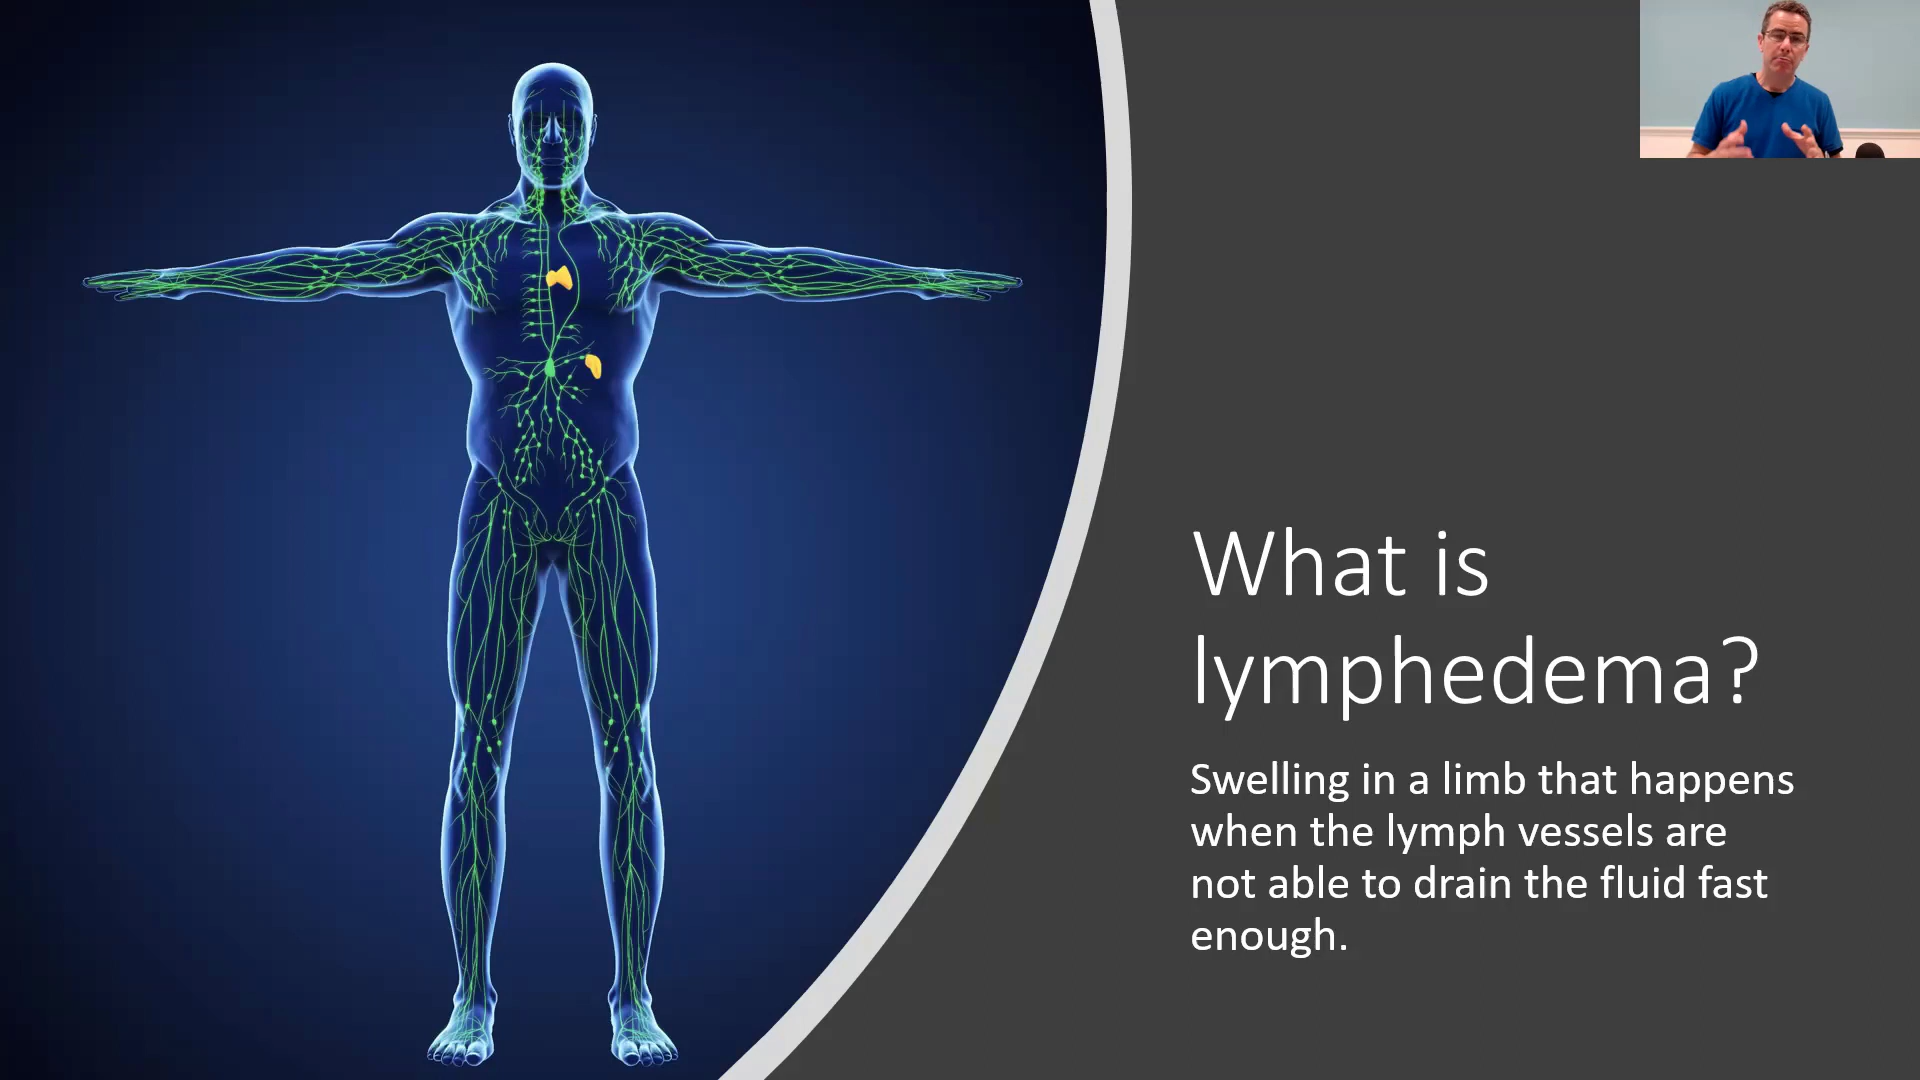 What is
lymphedema?
Swelling in a limb that happens
when the lymph vessels are
not able to drain the fluid fast
enough.